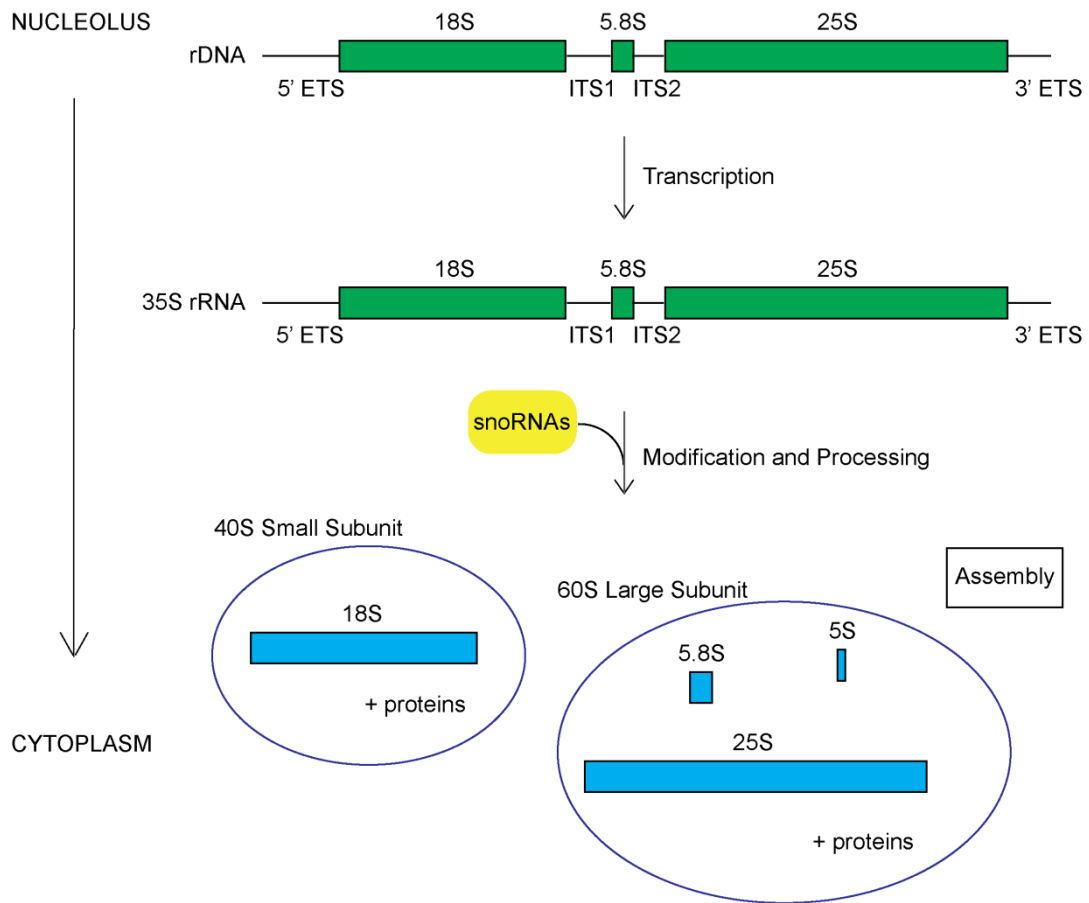 NUCLEOLUS
18S 5.8S 25S
rDNA
5’ ETS ITS1 ITS2 3’ ETS
Transcription
18S 5.8S 25S
35S rRNA
5’ ETS ITS1 ITS2 3’ ETS
snoRNAs
Modification and Processing
40S Small Subunit
18S
+ proteins
Assembly
60S Large Subunit
5.8S 5S
25S
+ proteins
CYTOPLASM